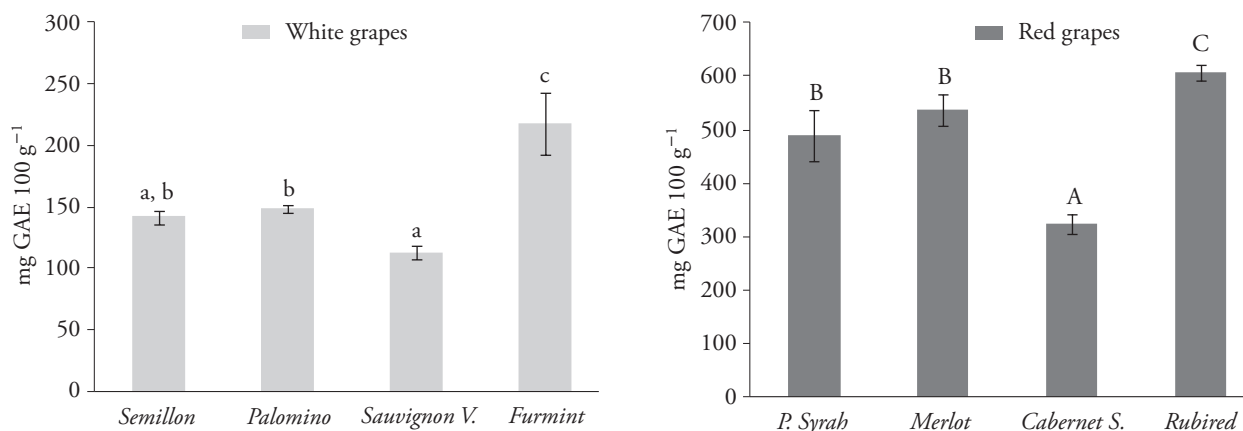 White grapes
mg GAE 100 g⁻¹
300
250
200
150
100
50
0
a, b
b
a
c
Semillon
Palomino
Sauvignon V.
Furmint
Red grapes
mg GAE 100 g⁻¹
700
600
500
400
300
200
100
0
B
B
A
C
P. Syrah
Merlot
Cabernet S.
Rubired